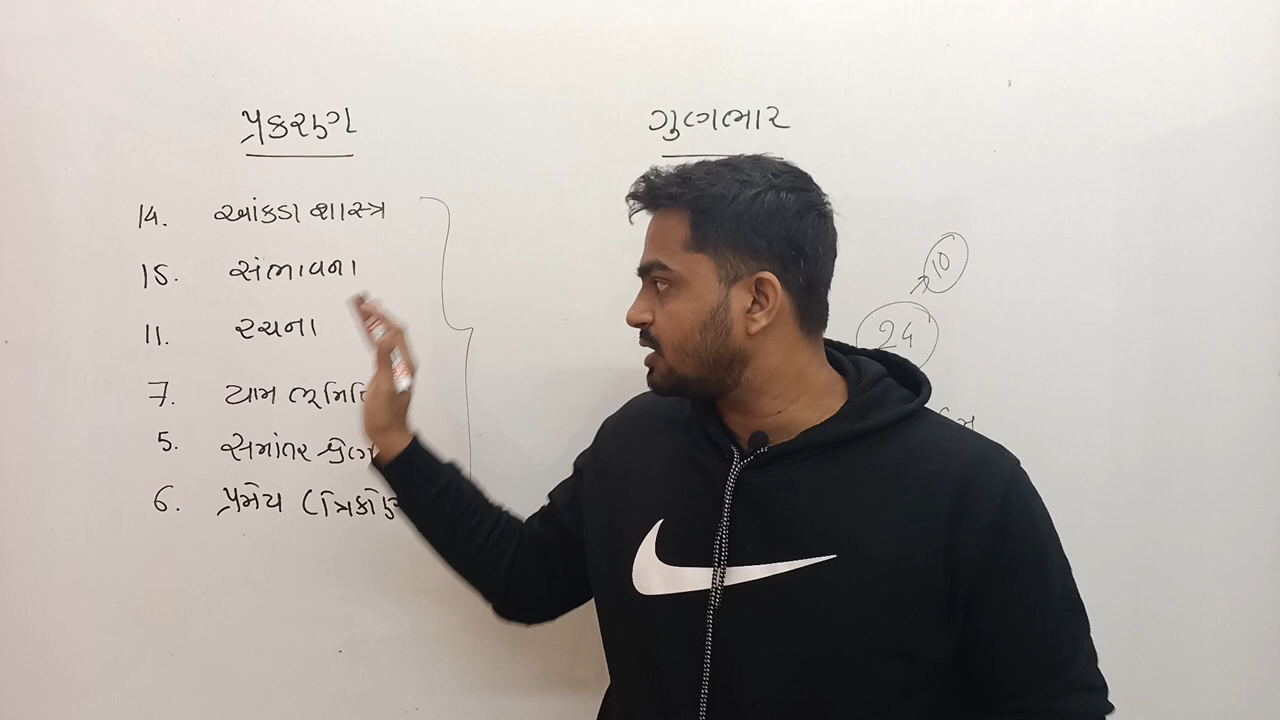 પ્રકરણ ગુણભાર
14. આંકડા શાસ્ત્ર
15. સંભાવના
10
11. રચના
24
7. યામ
5. સમાંતર
6. પ્રમેય